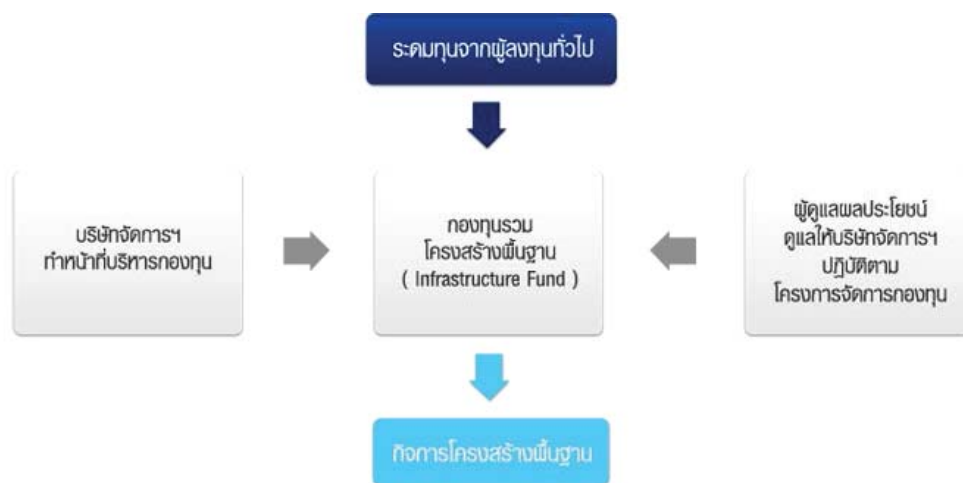 ระดมทุนจากผู้ลงทุนทั่วไป
บริษัทจัดการฯ
ทำหน้าที่บริหารกองทุน
กองทุนรวม
โครงสร้างพื้นฐาน
( Infrastructure Fund )
ผู้ดูแลผลประโยชน์
ดูแลให้บริษัทจัดการฯ
ปฏิบัติตาม
โครงการจัดการกองทุน
กิจการโครงสร้างพื้นฐาน